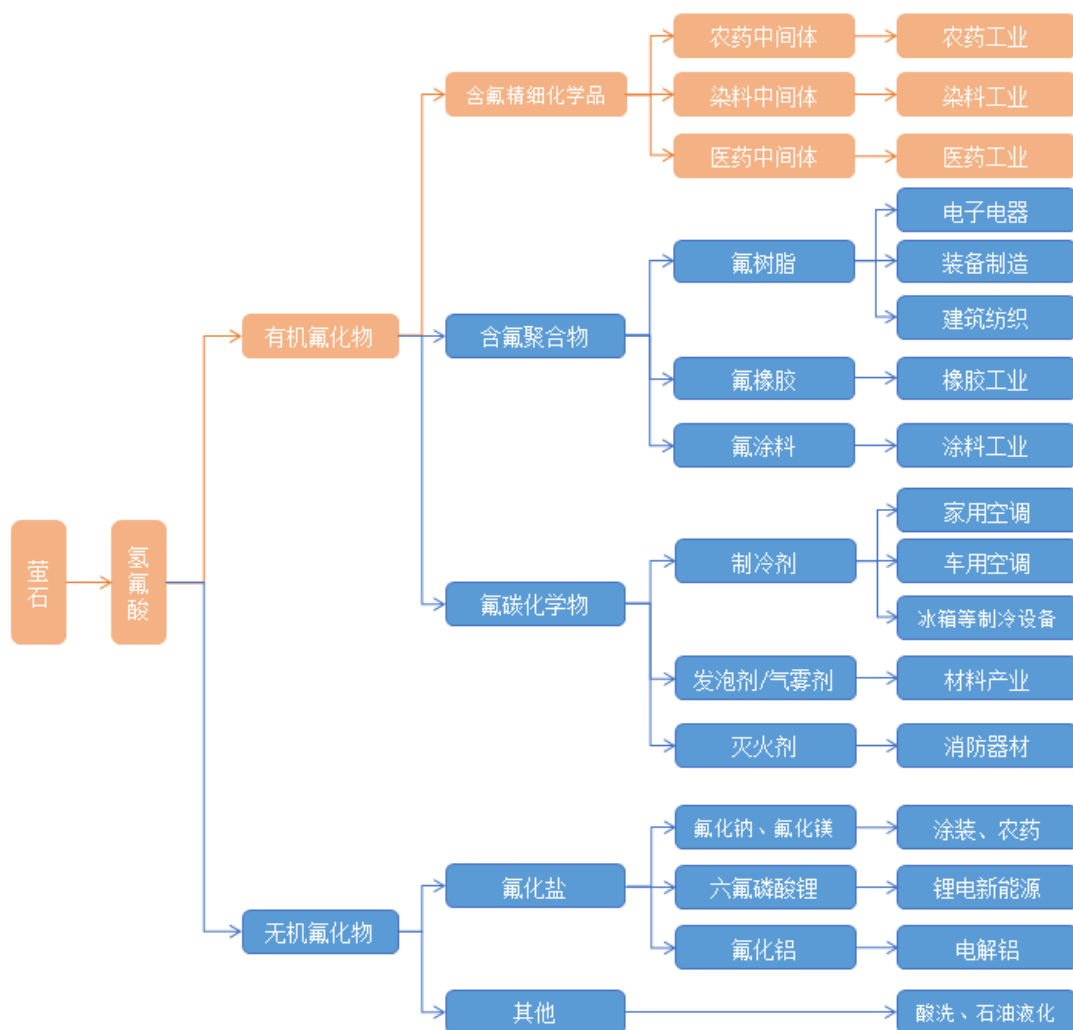 农药中间体
农药工业
含氟精细化学品
染料中间体
染料工业
医药中间体
医药工业
电子电器
氟树脂
装备制造
建筑纺织
有机氟化物
含氟聚合物
氟橡胶
橡胶工业
氟涂料
涂料工业
家用空调
萤石
氢氟酸
制冷剂
车用空调
氟碳化学物
冰箱等制冷设备
发泡剂/气雾剂
材料产业
灭火剂
消防器材
氟化钠、氟化镁
涂装、农药
氟化盐
六氟磷酸锂
锂电新能源
无机氟化物
氟化铝
电解铝
其他
酸洗、石油液化